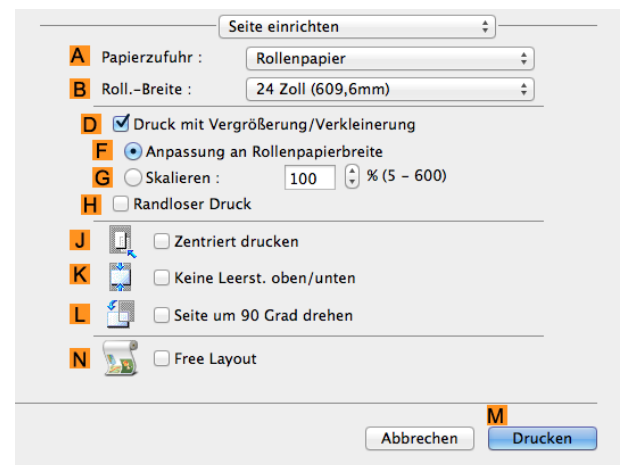 Seite einrichten
A Papierzufuhr : Rollenpapier
B Roll.-Breite : 24 Zoll (609,6mm)
D Druck mit Vergrößerung/Verkleinerung
F Anpassung an Rollenpapierbreite
G Skalieren : 100 % (5 - 600)
H Randloser Druck
J Zentriert drucken
K Keine Leerst. oben/unten
L Seite um 90 Grad drehen
N Free Layout
M
Abbrechen Drucken